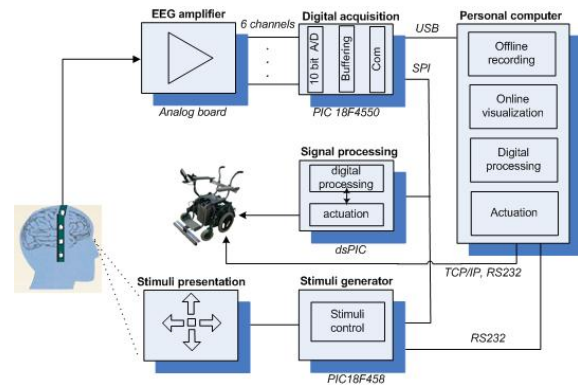 EEG amplifier
6 channels
Digital acquisition
USB
Personal computer
10 bit A/D
Buffering
Com
SPI
Offline
recording
Analog board
PIC 18F4550
Online
visualization
Signal processing
digital
processing
Digital
processing
actuation
dsPIC
Actuation
TCP/IP, RS232
Stimuli presentation
Stimuli generator
Stimuli
control
RS232
PIC18F458